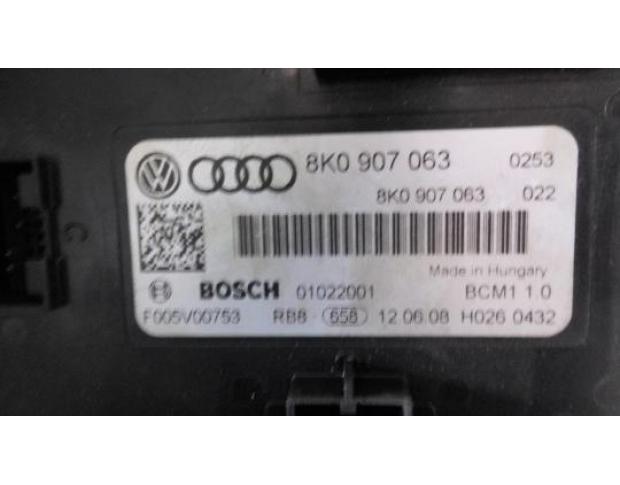 8K0 907 063 0253
8K0 907 063 022
Made in Hungary
BOSCH 01022001 BCM1 1.0
F005V00753 RB8 - 658 12.06.08 H026 0432
C